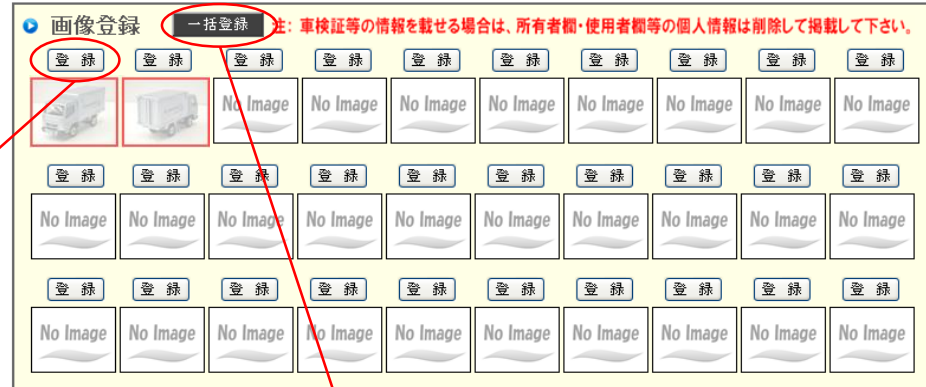 画像登録 一括登録 注：車検証等の情報を載せる場合は、所有者欄・使用者欄等の個人情報は削除して掲載して下さい。
登 録 登 録 登 録 登 録 登 録 登 録 登 録 登 録 登 録 登 録
No Image No Image No Image No Image No Image No Image No Image No Image
登 録 登 録 登 録 登 録 登 録 登 録 登 録 登 録 登 録 登 録
No Image No Image No Image No Image No Image No Image No Image No Image No Image No Image
登 録 登 録 登 録 登 録 登 録 登 録 登 録 登 録 登 録 登 録
No Image No Image No Image No Image No Image No Image No Image No Image No Image No Image